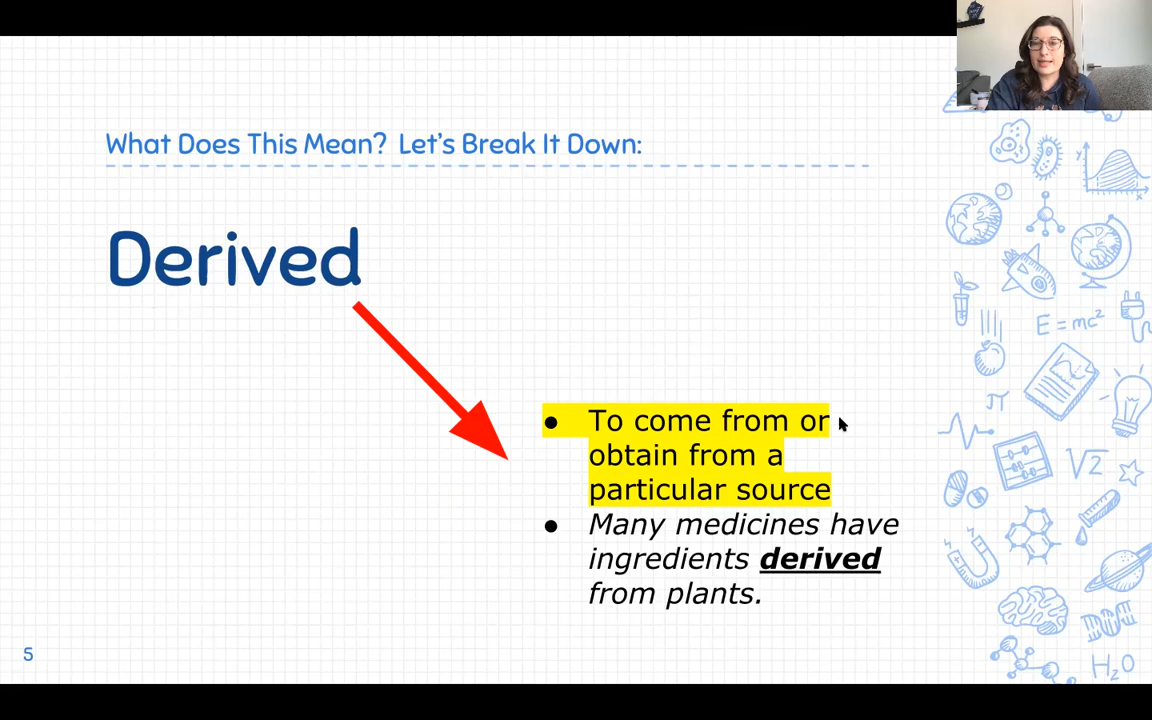 What Does This Mean? Let's Break It Down:
Derived
● To come from or
obtain from a
particular source
● Many medicines have
ingredients derived
from plants.
5
y
x
E = mc²
π
√2
H₂O